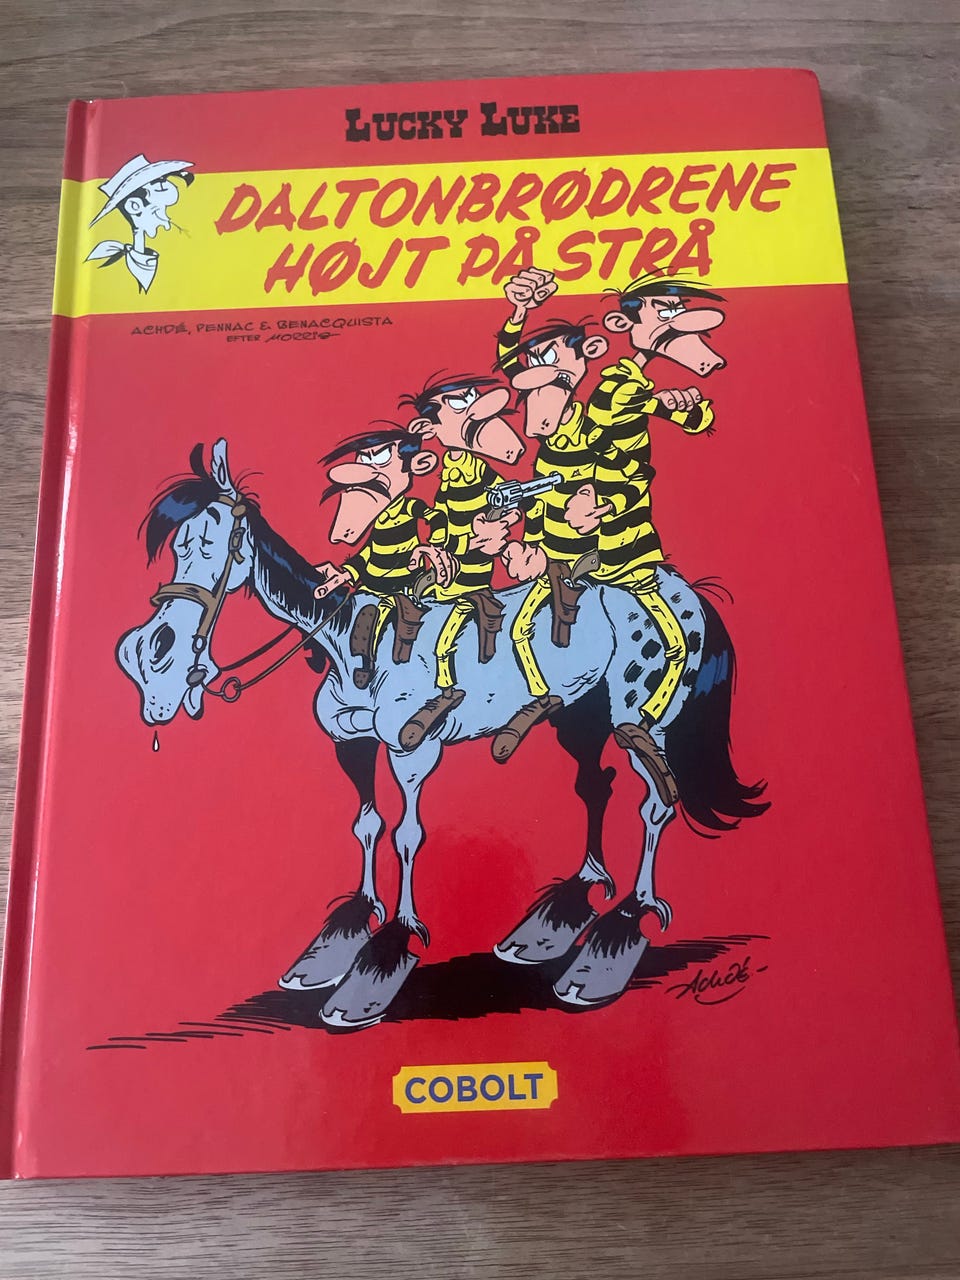 LUCKY LUKE
DALTONBRØDRENE
HØJT PÅ STRÅ
ACHDÉ, PENNAC & BENACQUISTA
EFTER MORRIS
Achdé
COBOLT